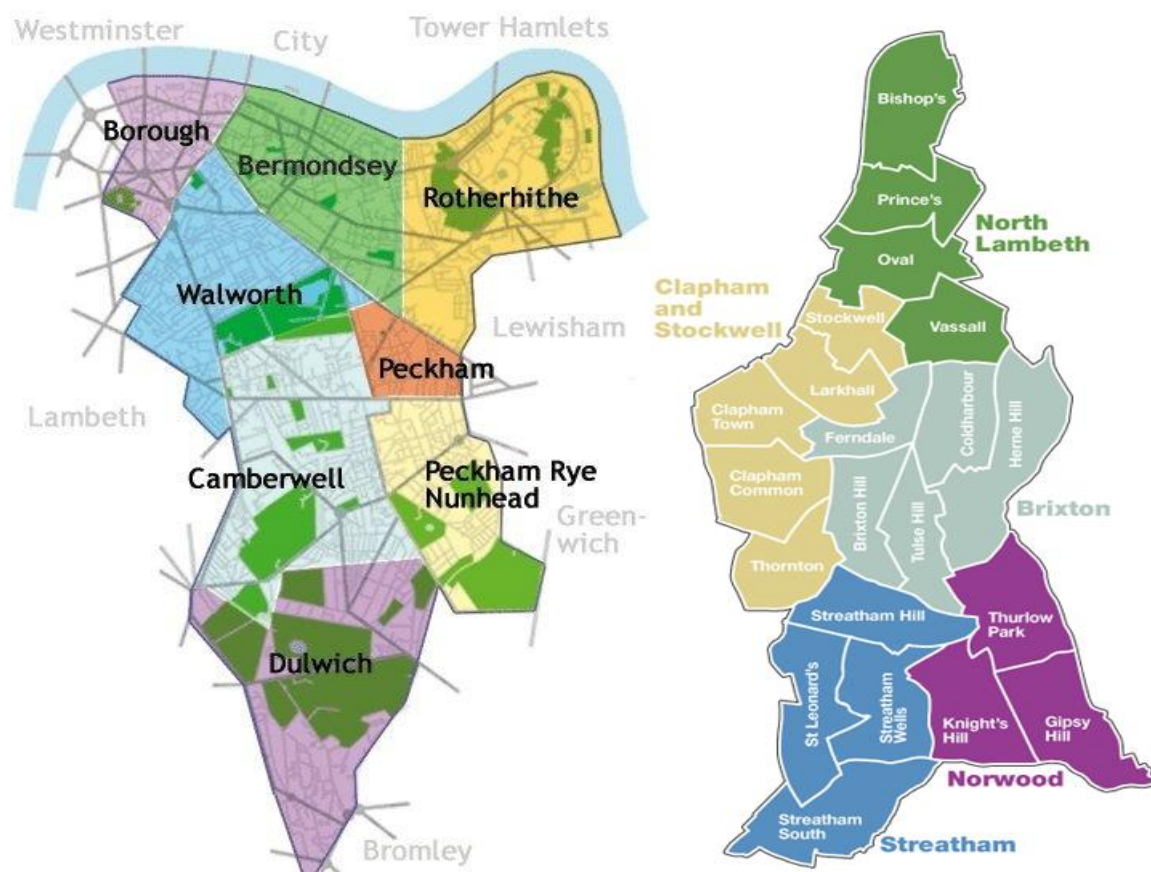 Westminster
City
Tower Hamlets
Borough
Bermondsey
Rotherhithe
Walworth
Lewisham
Peckham
Lambeth
Camberwell
Peckham Rye
Nunhead
Green-
wich
Dulwich
Bromley
Bishop's
Prince's
North
Lambeth
Oval
Clapham
and
Stockwell
Stockwell
Vassall
Larkhall
Clapham
Town
Ferndale
Coldharbour
Herne Hill
Clapham
Common
Brixton Hill
Tulse Hill
Brixton
Thornton
Streatham Hill
Thurlow
Park
St Leonard's
Streatham
Wells
Knight's
Hill
Gipsy
Hill
Norwood
Streatham
South
Streatham